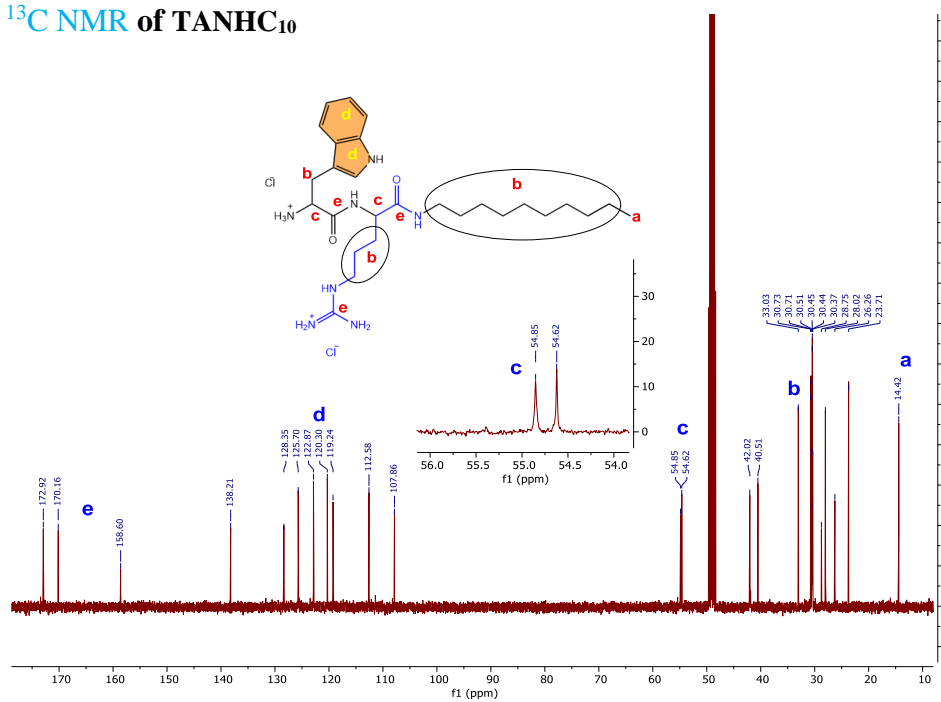 ¹³C NMR of TANHC₁₀
d
d
NH
b
Cl⁻
O
H
N
b
c
e
c
e
N
H
a
H₃N⁺
O
b
HN
e
H₂N⁺
NH₂
Cl⁻
30
20
10
0
54.85
54.62
c
56.0 55.5 55.0 54.5 54.0
f1 (ppm)
33.03
30.73
30.71
30.51
30.45
30.44
30.37
28.75
28.02
26.26
23.71
b
a
14.42
d
128.35
125.70
122.87
120.30
119.24
112.58
107.86
c
54.85
54.62
42.02
40.51
172.92
170.16
e
158.60
138.21
170 160 150 140 130 120 110 100 90 80 70 60 50 40 30 20 10
f1 (ppm)